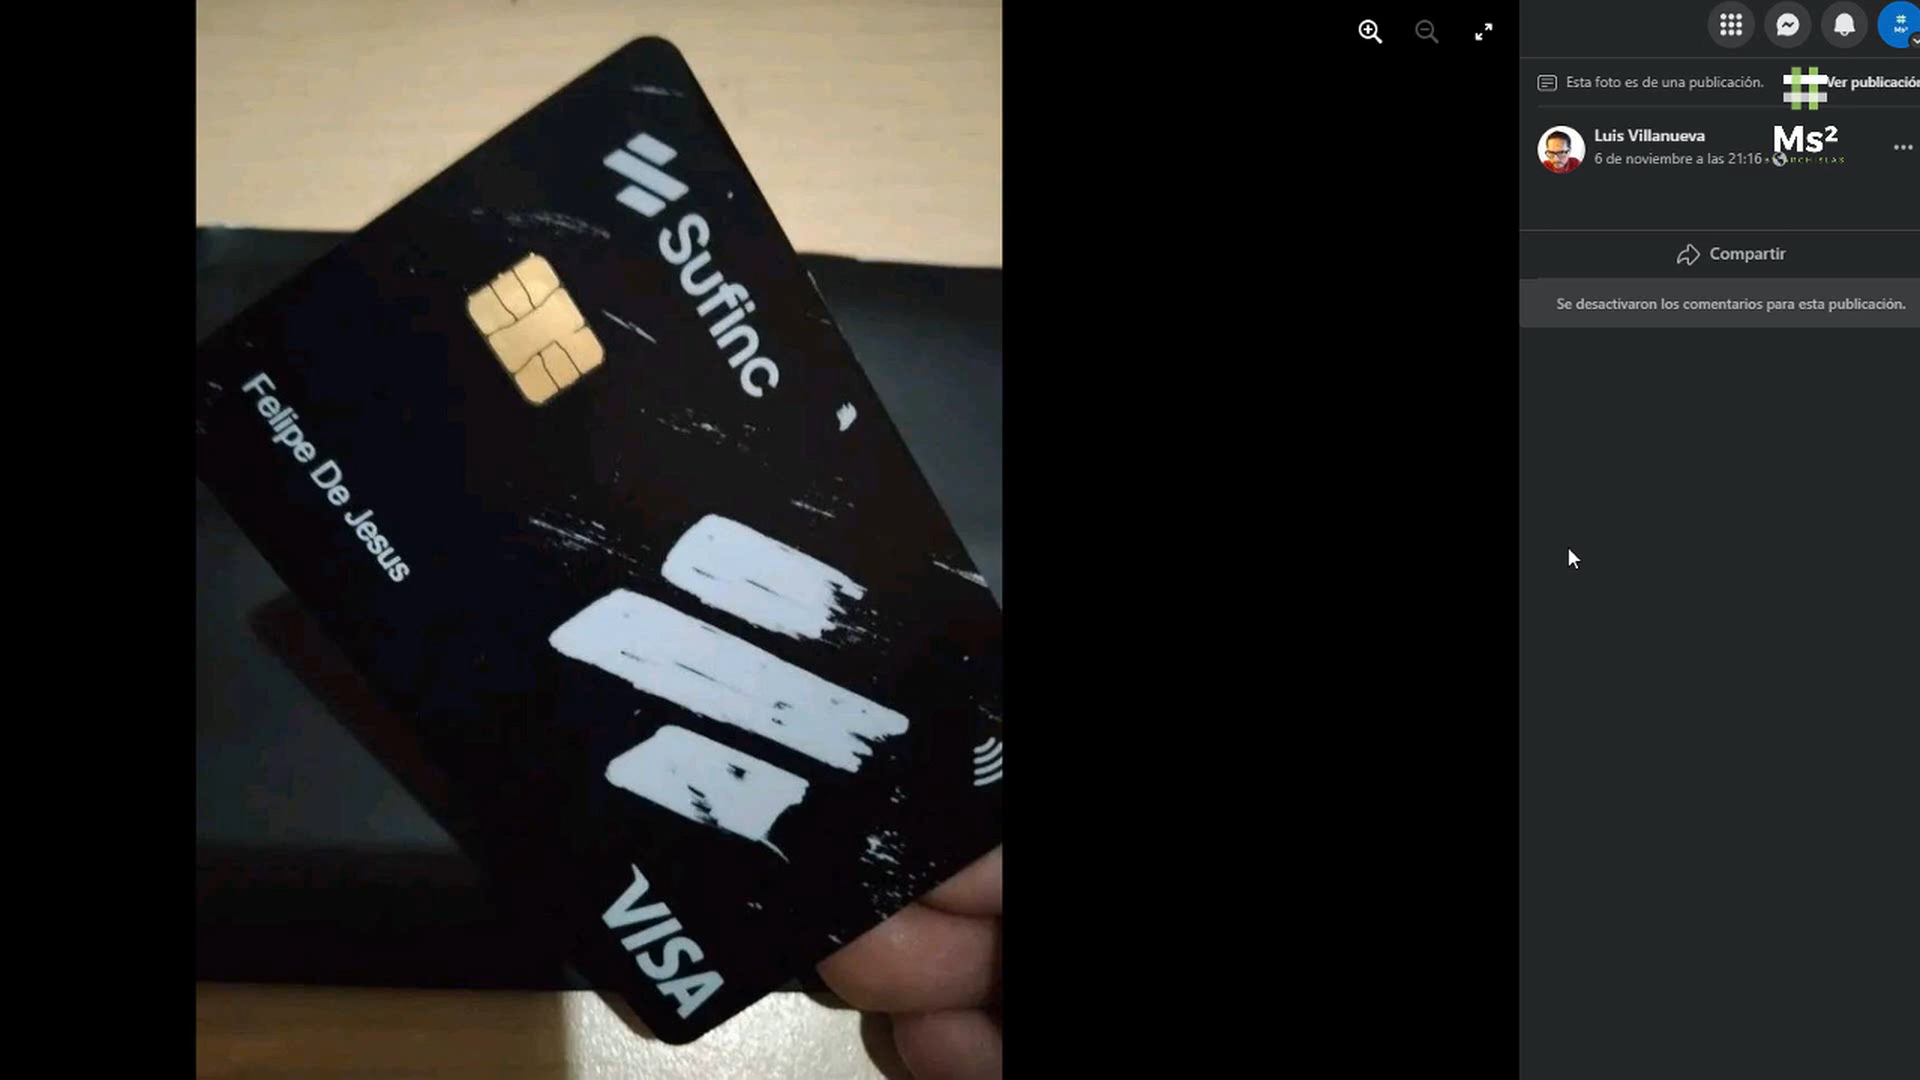 Sufinc
Felipe De Jesus
VISA
Esta foto es de una publicación.
Ver publicación
Luis Villanueva
6 de noviembre a las 21:16
Ms²
Compartir
Se desactivaron los comentarios para esta publicación.